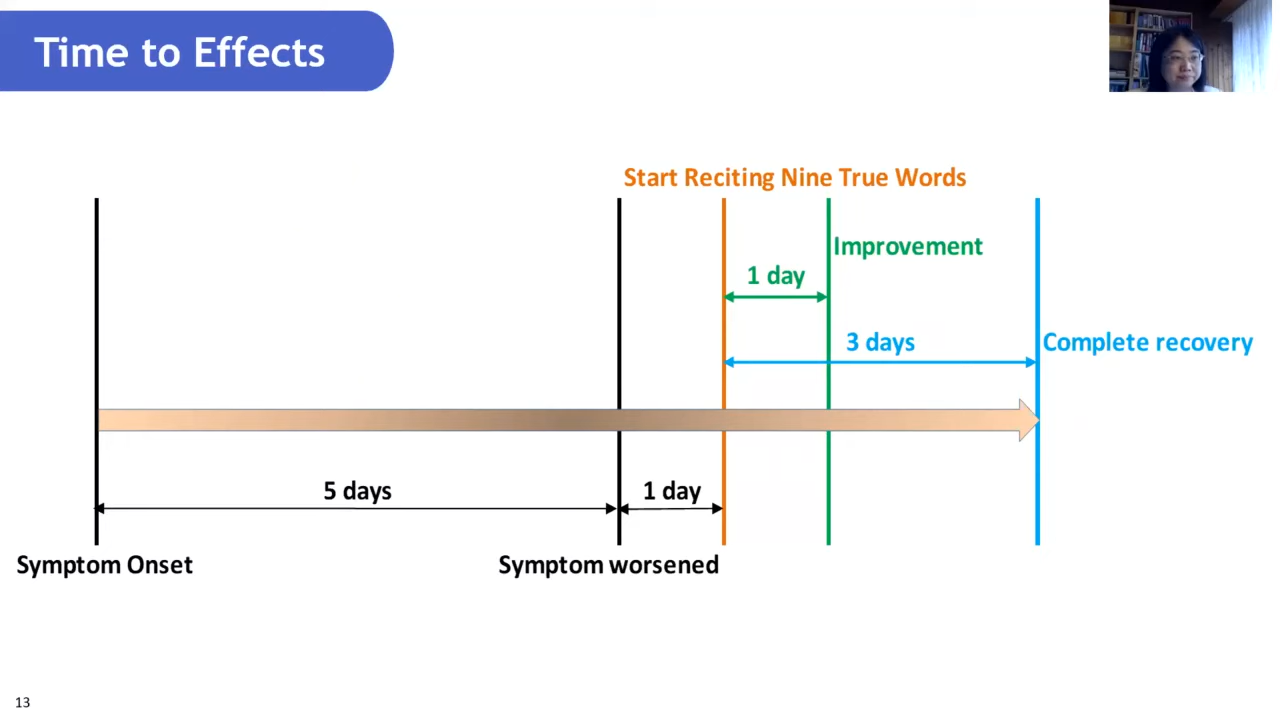 Time to Effects
Start Reciting Nine True Words
Improvement
1 day
3 days
Complete recovery
5 days
1 day
Symptom Onset
Symptom worsened
13